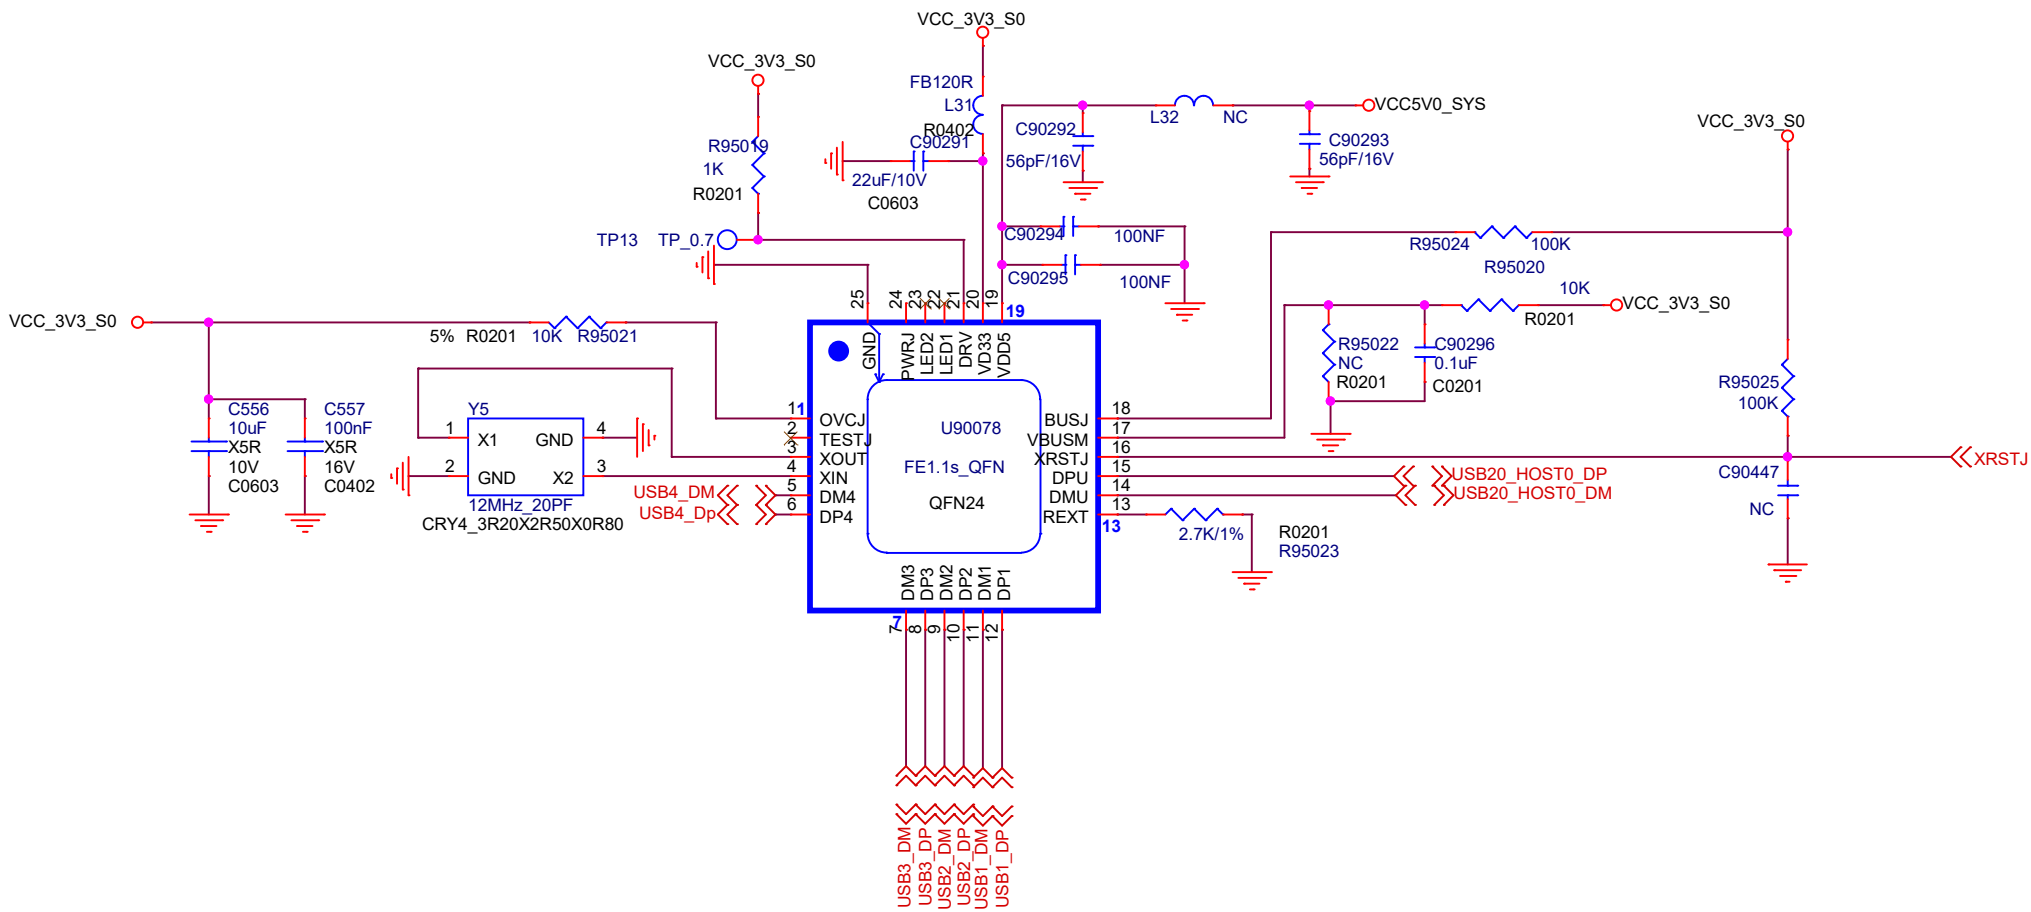 VCC_3V3_S0
VCC_3V3_S0
FB120R
L31
R0402
C90291
22uF/10V
C0603
R95019
1K
R0201
TP13
TP_0.7
C90292
56pF/16V
L32
NC
VCC5V0_SYS
C90293
56pF/16V
C90294
100NF
C90295
100NF
VCC_3V3_S0
R95024
100K
R95020
10K
R0201
VCC_3V3_S0
R95022
NC
R0201
C90296
0.1uF
C0201
R95025
100K
XRSTJ
C90447
NC
VCC_3V3_S0
5%
R0201
10K
R95021
C556
10uF
X5R
10V
C0603
C557
100nF
X5R
16V
C0402
Y5
1
X1
GND
4
2
GND
X2
3
12MHz_20PF
CRY4_3R20X2R50X0R80
USB4_DM
USB4_Dp
25
24
23
22
21
20
19
19
GND
PWRJ
LED2
LED1
DRV
VD33
VDD5
1
1
OVCJ
2
TESTJ
3
XOUT
4
XIN
5
DM4
6
DP4
U90078
FE1.1s_QFN
QFN24
BUSJ
18
VBUSM
17
XRSTJ
16
DPU
15
DMU
14
REXT
13
13
USB20_HOST0_DP
USB20_HOST0_DM
2.7K/1%
R0201
R95023
DM3
DP3
DM2
DP2
DM1
DP1
7
7
8
9
10
11
12
USB3_DM
USB3_DP
USB2_DM
USB2_DP
USB1_DM
USB1_DP